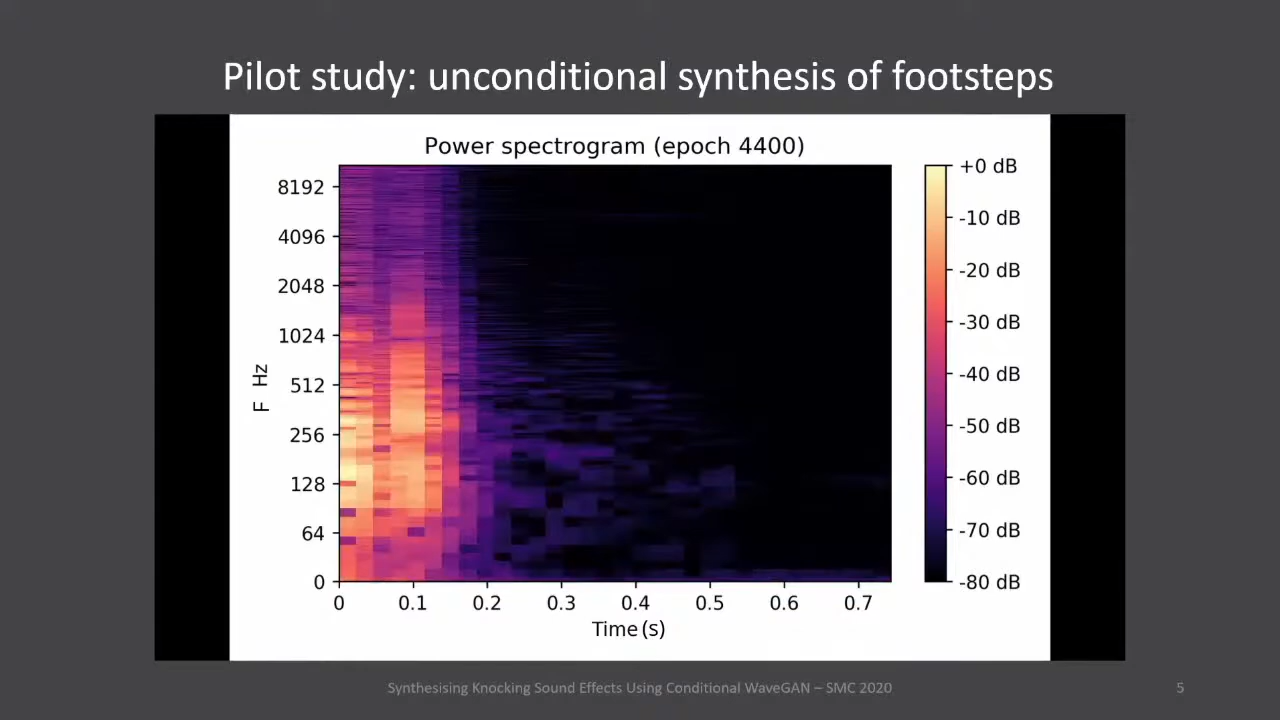 Pilot study: unconditional synthesis of footsteps
Power spectrogram (epoch 4400)
8192
4096
2048
1024
512
256
128
64
0
F Hz
0 0.1 0.2 0.3 0.4 0.5 0.6 0.7
Time (s)
+0 dB
-10 dB
-20 dB
-30 dB
-40 dB
-50 dB
-60 dB
-70 dB
-80 dB
Synthesising Knocking Sound Effects Using Conditional WaveGAN – SMC 2020
5